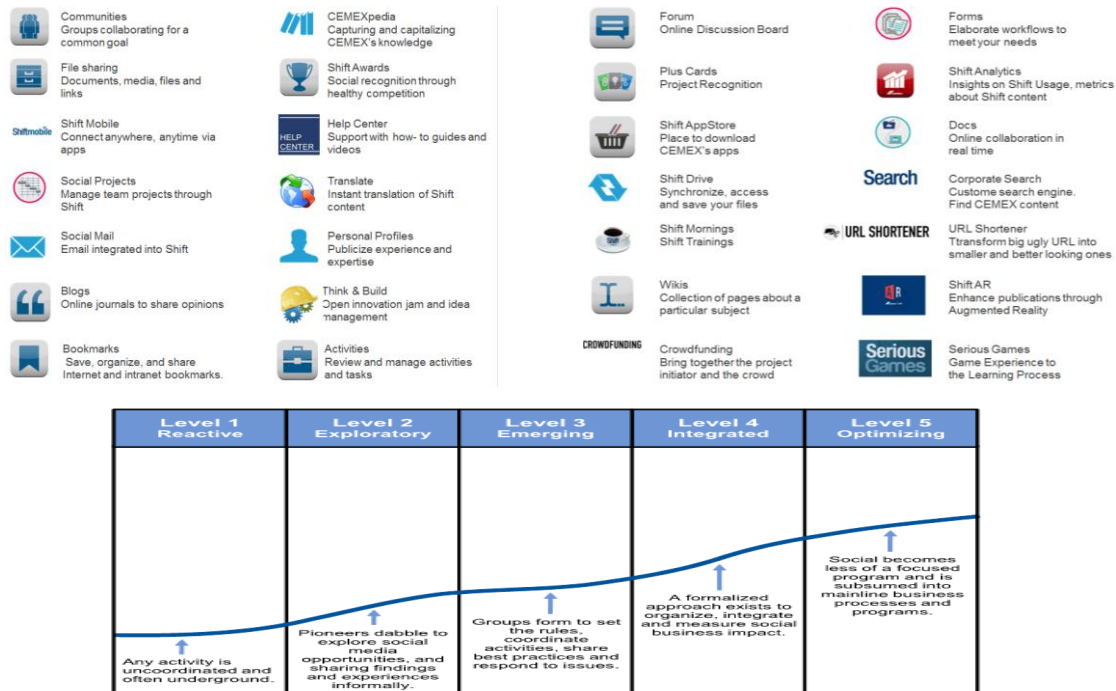 Communities
Groups collaborating for a
common goal
File sharing
Documents, media, files and
links
Shiftmobile
Shift Mobile
Connect anywhere, anytime via
apps
Social Projects
Manage team projects through
Shift
Social Mail
Email integrated into Shift
Blogs
Online journals to share opinions
Bookmarks
Save, organize, and share
Internet and intranet bookmarks.
CEMEXpedia
Capturing and capitalizing
CEMEX's knowledge
Shift Awards
Social recognition through
healthy competition
HELP
CENTER
Help Center
Support with how- to guides and
videos
Translate
Instant translation of Shift
content
Personal Profiles
Publicize experience and
expertise
Think & Build
Open innovation jam and idea
management
Activities
Review and manage activities
and tasks
Forum
Online Discussion Board
Plus Cards
Project Recognition
Shift AppStore
Place to download
CEMEX's apps
Shift Drive
Synchronize, access
and save your files
Shift Mornings
Shift Trainings
Wikis
Collection of pages about a
particular subject
CROWDFUNDING
Crowdfunding
Bring together the project
initiator and the crowd
Forms
Elaborate workflows to
meet your needs
Shift Analytics
Insights on Shift Usage, metrics
about Shift content
Docs
Online collaboration in
real time
Search
Corporate Search
Custome search engine.
Find CEMEX content
URL SHORTENER
URL Shortener
Ttransform big ugly URL into
smaller and better looking ones
AR
Shift AR
Enhance publications through
Augmented Reality
Serious
Games
Serious Games
Game Experience to
the Learning Process
Level 1
Reactive
Level 2
Exploratory
Level 3
Emerging
Level 4
Integrated
Level 5
Optimizing
Any activity is
uncoordinated and
often underground.
Pioneers dabble to
explore social
media
opportunities, and
sharing findings
and experiences
informally.
Groups form to set
the rules,
coordinate
activities, share
best practices and
respond to issues.
A formalized
approach exists to
organize, integrate
and measure social
business impact.
Social becomes
less of a focused
program and is
subsumed into
mainline business
processes and
programs.